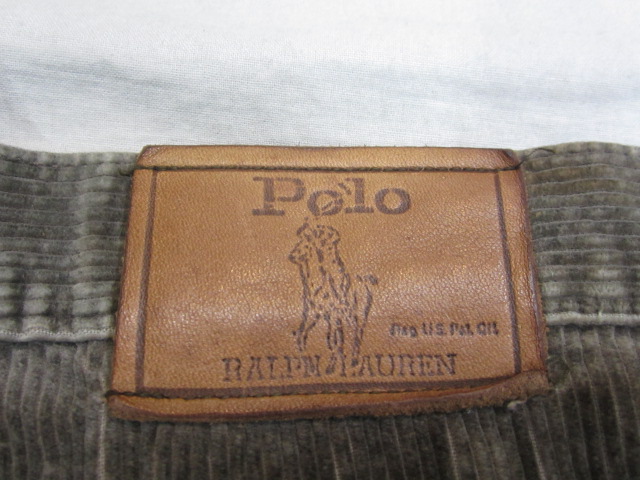 Polo
Reg U.S. Pat. Off.
RALPH LAUREN